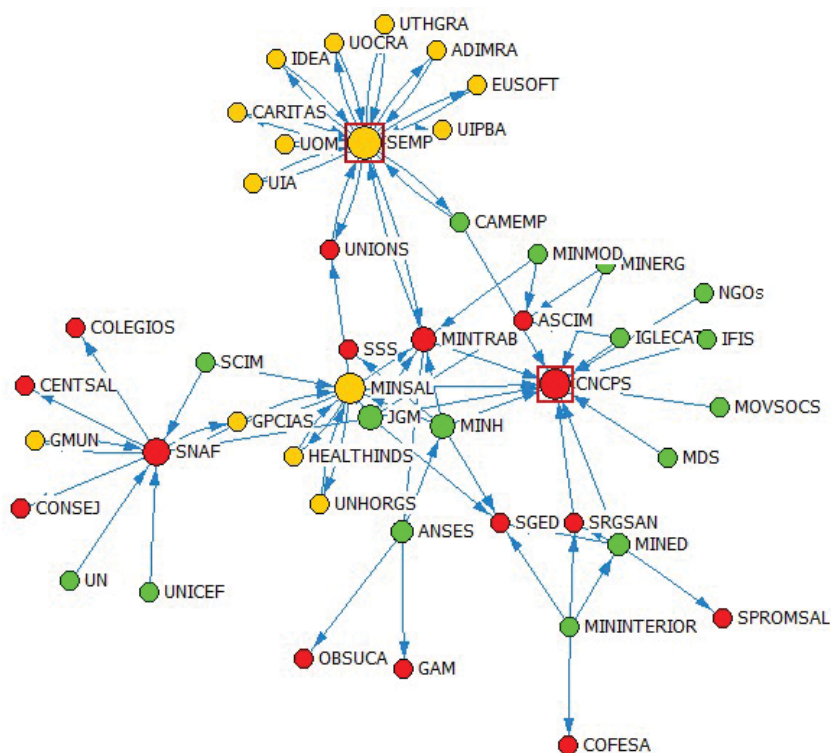 UTHGRA
UOCRA
ADIMRA
IDEA
EUSOFT
CARITAS
UIPBA
UOM
SEMP
UIA
CAMEMP
UNIONS
MINMOD
MINERG
NGOs
COLEGIOS
ASCIM
SCIM
SSS
MINTRAB
IGLECAT
IFIS
CENTSAL
MINSAL
CNCPS
MOVSOCS
GPCIAS
JGM
MINH
GMUN
SNAF
HEALTHINDS
MDS
CONSEJ
UNHORGS
ANSES
SGED
SRGSAN
MINED
UN
UNICEF
MININTERIOR
SPROMSAL
OBSUCA
GAM
COFESA